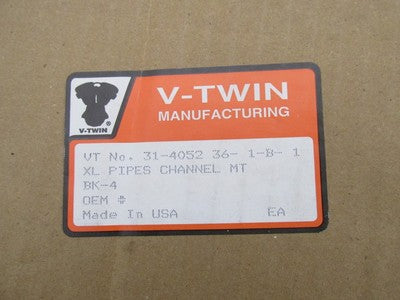 V-TWIN
MANUFACTURING
V-TWIN®
VT No. 31-4052 36- 1-B- 1
XL PIPES CHANNEL MT
BK-4
OEM #
Made In USA EA